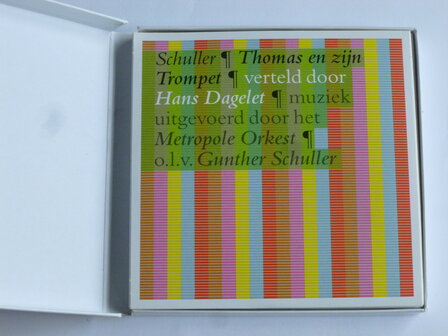 Schuller ¶ Thomas en zijn
Trompet ¶ verteld door
Hans Dagelet ¶ muziek
uitgevoerd door het
Metropole Orkest ¶
o.l.v. Gunther Schuller